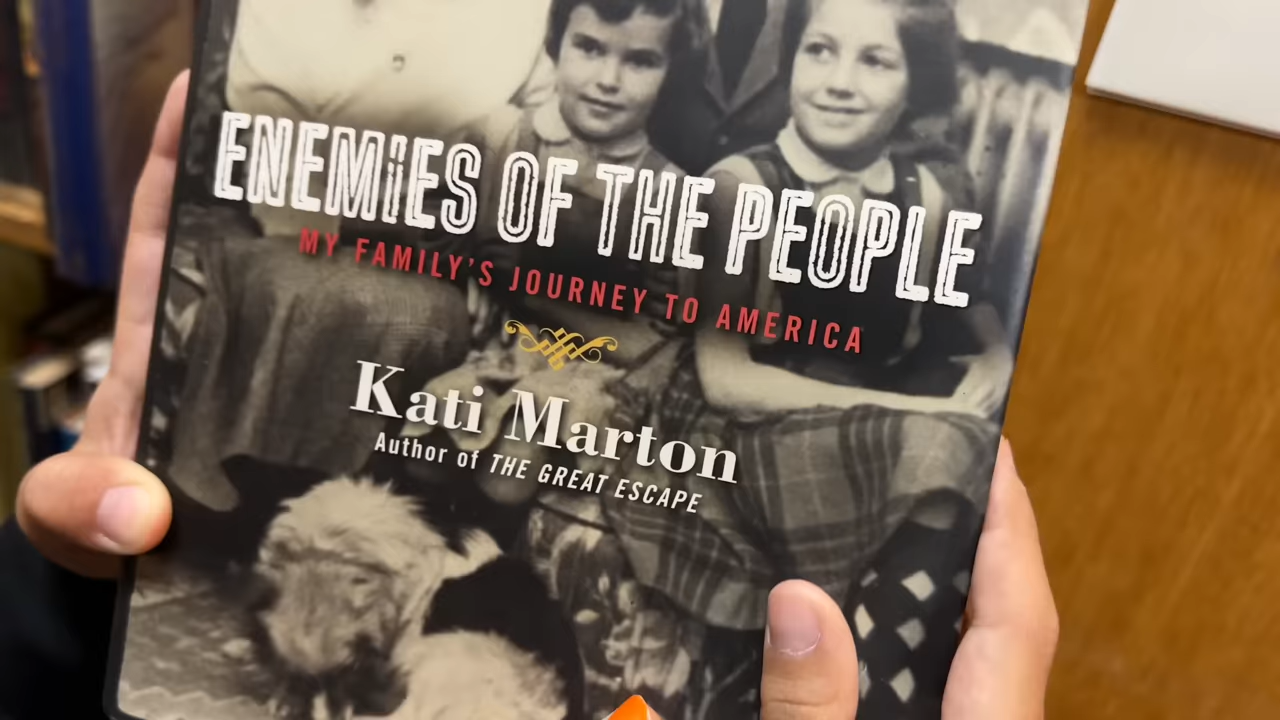 ENEMIES OF THE PEOPLE
MY FAMILY'S JOURNEY TO AMERICA
Kati Marton
Author of THE GREAT ESCAPE